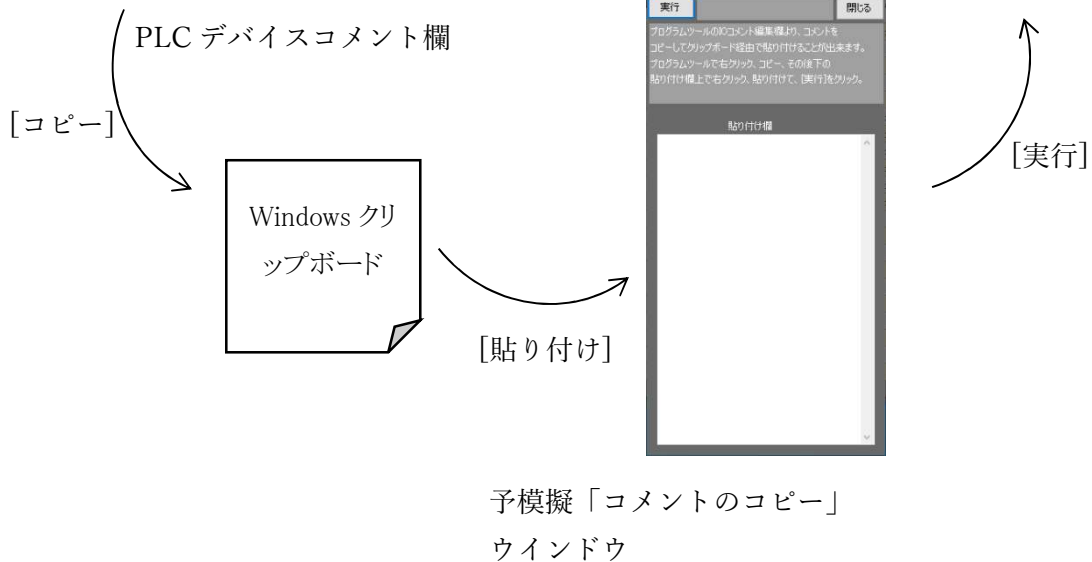 実行
閉じる
PLC デバイスコメント欄
プログラムツールのIOコメント編集欄より、コメントを
コピーしてクリップボード経由で貼り付けることが出来ます。
プログラムツールで右クリック、コピー、その後下の
貼り付け欄上で右クリック、貼り付けて、[実行]をクリック。
[コピー]
貼り付け欄
[実行]
Windows クリ
ップボード
[貼り付け]
予模擬「コメントのコピー」
ウインドウ